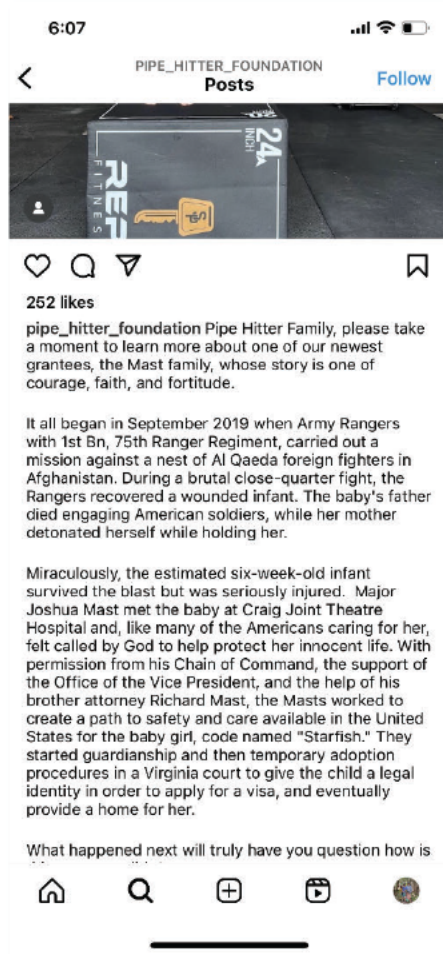 6:07
PIPE_HITTER_FOUNDATION
Posts
Follow
24
INCH
REP
FITNES
252 likes
pipe_hitter_foundation Pipe Hitter Family, please take
a moment to learn more about one of our newest
grantees, the Mast family, whose story is one of
courage, faith, and fortitude.
It all began in September 2019 when Army Rangers
with 1st Bn, 75th Ranger Regiment, carried out a
mission against a nest of Al Qaeda foreign fighters in
Afghanistan. During a brutal close-quarter fight, the
Rangers recovered a wounded infant. The baby's father
died engaging American soldiers, while her mother
detonated herself while holding her.
Miraculously, the estimated six-week-old infant
survived the blast but was seriously injured.  Major
Joshua Mast met the baby at Craig Joint Theatre
Hospital and, like many of the Americans caring for her,
felt called by God to help protect her innocent life. With
permission from his Chain of Command, the support of
the Office of the Vice President, and the help of his
brother attorney Richard Mast, the Masts worked to
create a path to safety and care available in the United
States for the baby girl, code named "Starfish." They
started guardianship and then temporary adoption
procedures in a Virginia court to give the child a legal
identity in order to apply for a visa, and eventually
provide a home for her.
What happened next will truly have you question how is